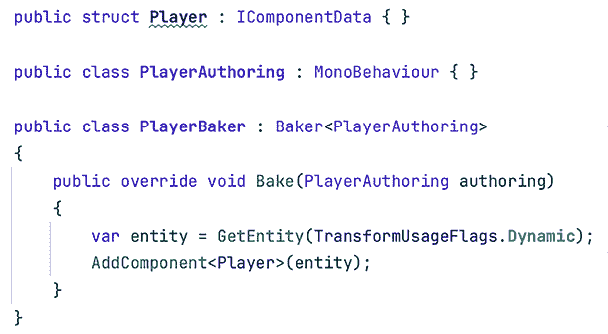 public struct Player : IComponentData { }
public class PlayerAuthoring : MonoBehaviour { }
public class PlayerBaker : Baker<PlayerAuthoring>
{
public override void Bake(PlayerAuthoring authoring)
{
var entity = GetEntity(TransformUsageFlags.Dynamic);
AddComponent<Player>(entity);
}
}